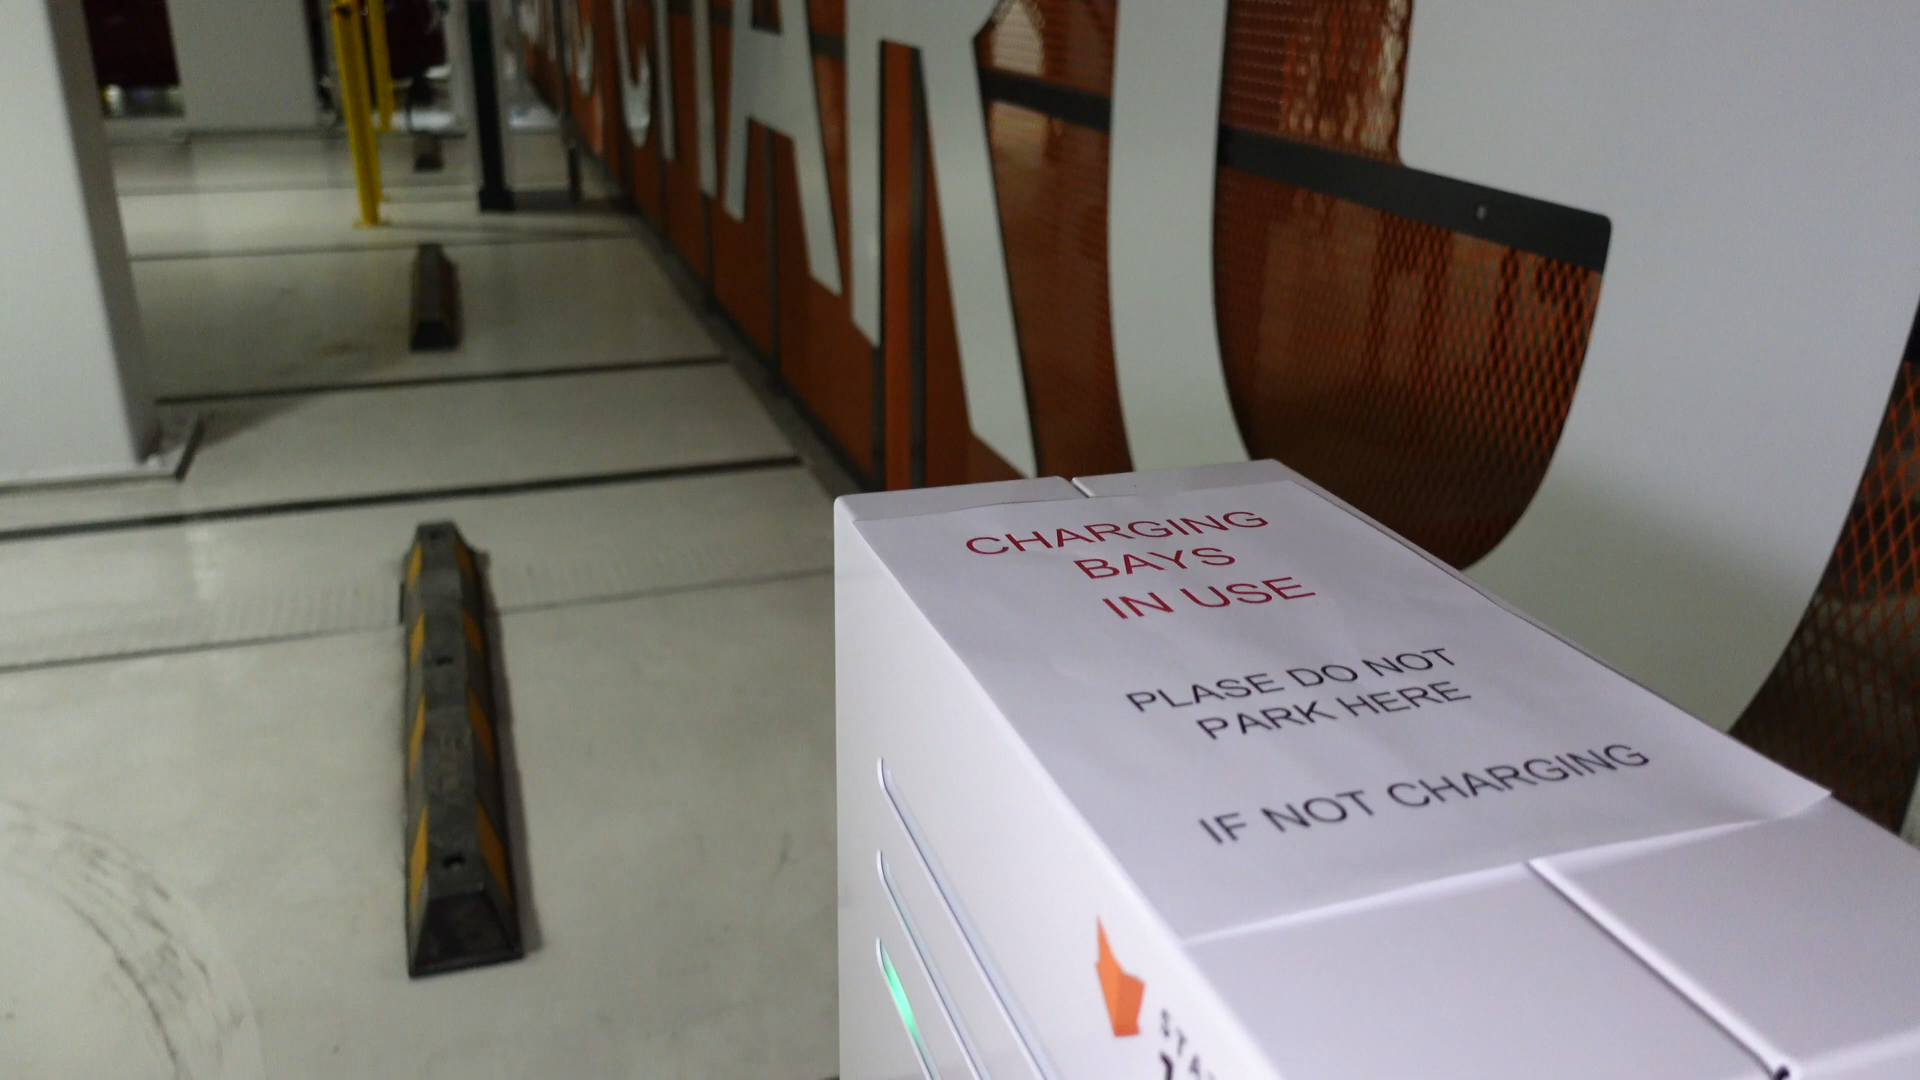 CHARGING
BAYS
IN USE
PLASE DO NOT
PARK HERE
IF NOT CHARGING